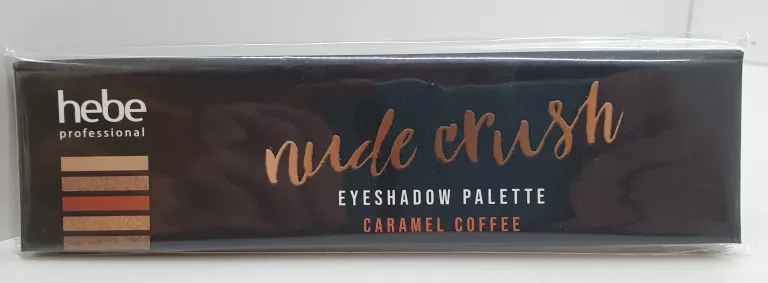 hebe
professional
nude crush
EYESHADOW PALETTE
CARAMEL COFFEE